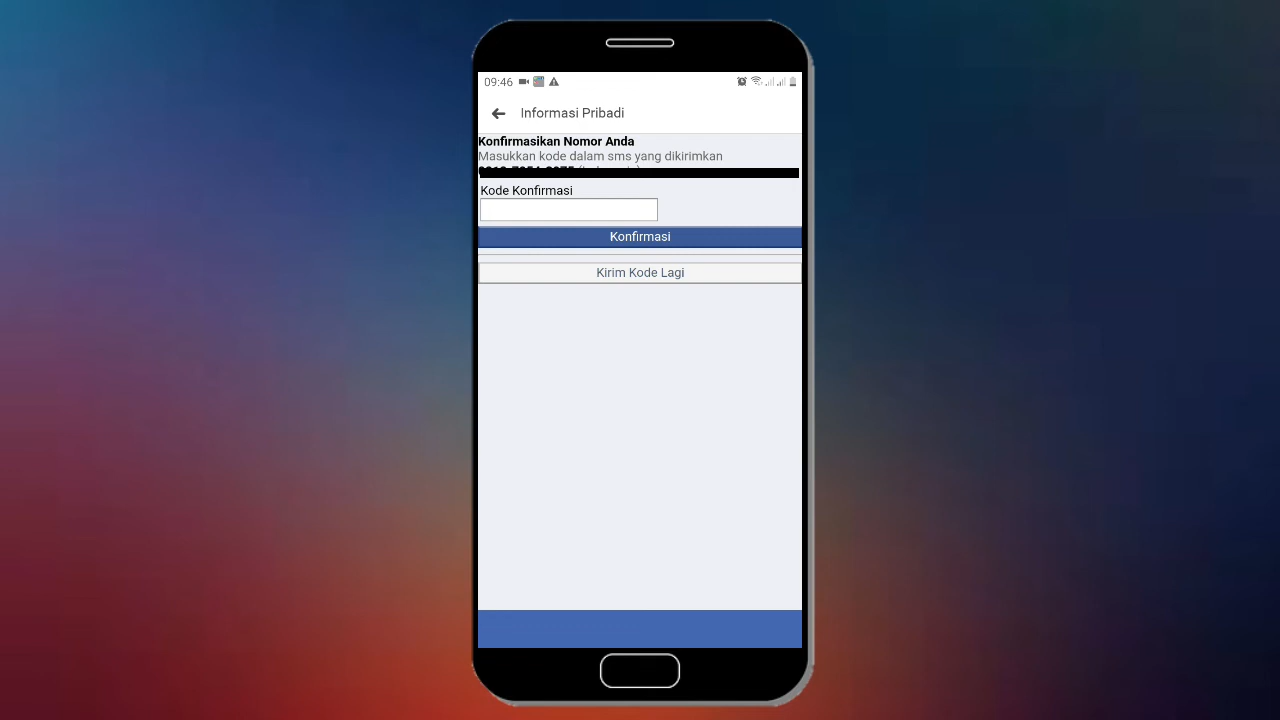 09:46
Informasi Pribadi
Konfirmasikan Nomor Anda
Masukkan kode dalam sms yang dikirimkan
Kode Konfirmasi
Konfirmasi
Kirim Kode Lagi